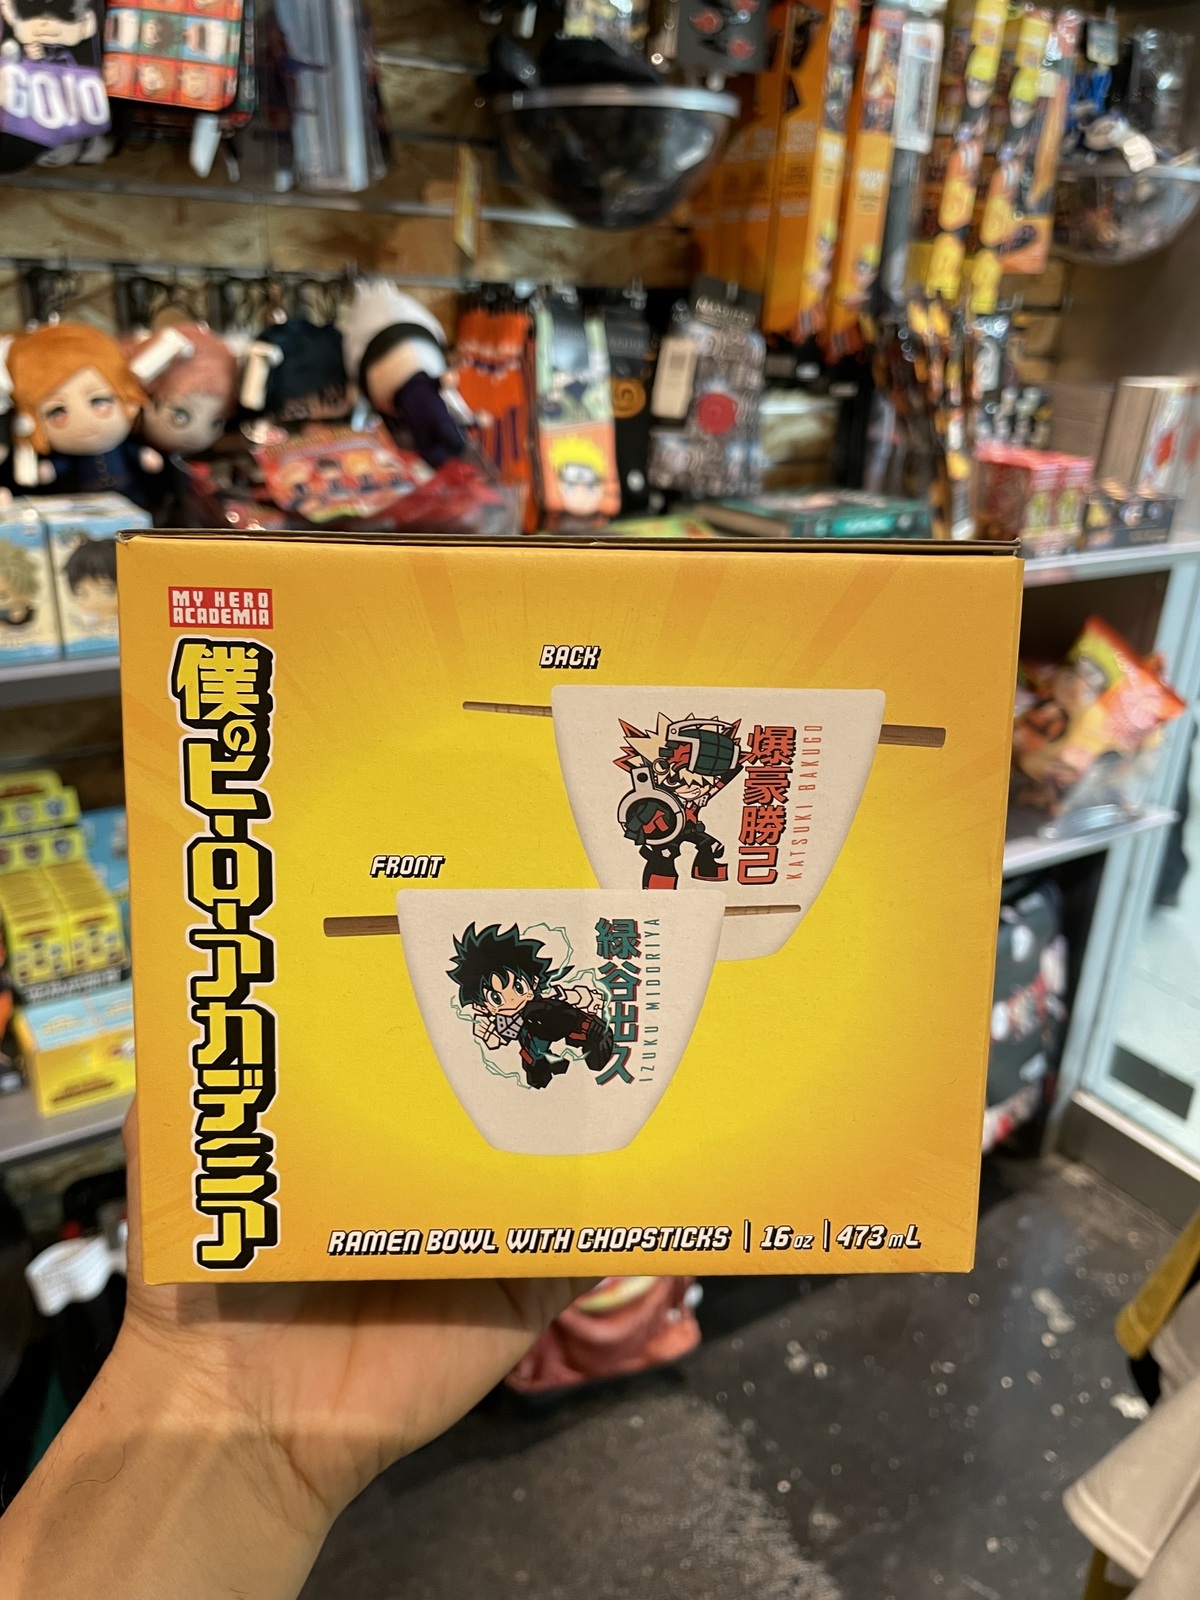 GOJO
MY HERO
ACADEMIA
僕のヒーローアカデミア
BACK
爆豪勝己
KATSUKI BAKUGO
FRONT
緑谷出久
IZUKU MIDORIYA
RAMEN BOWL WITH CHOPSTICKS | 16 oz | 473 mL